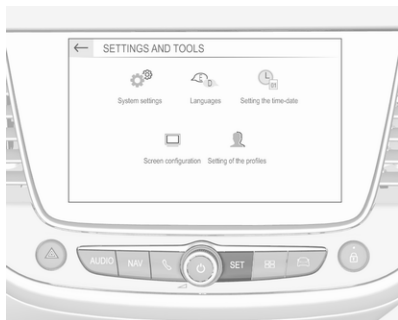 SETTINGS AND TOOLS
System settings
Languages
Setting the time-date
01
Screen configuration
Setting of the profiles
AUDIO
NAV
SET